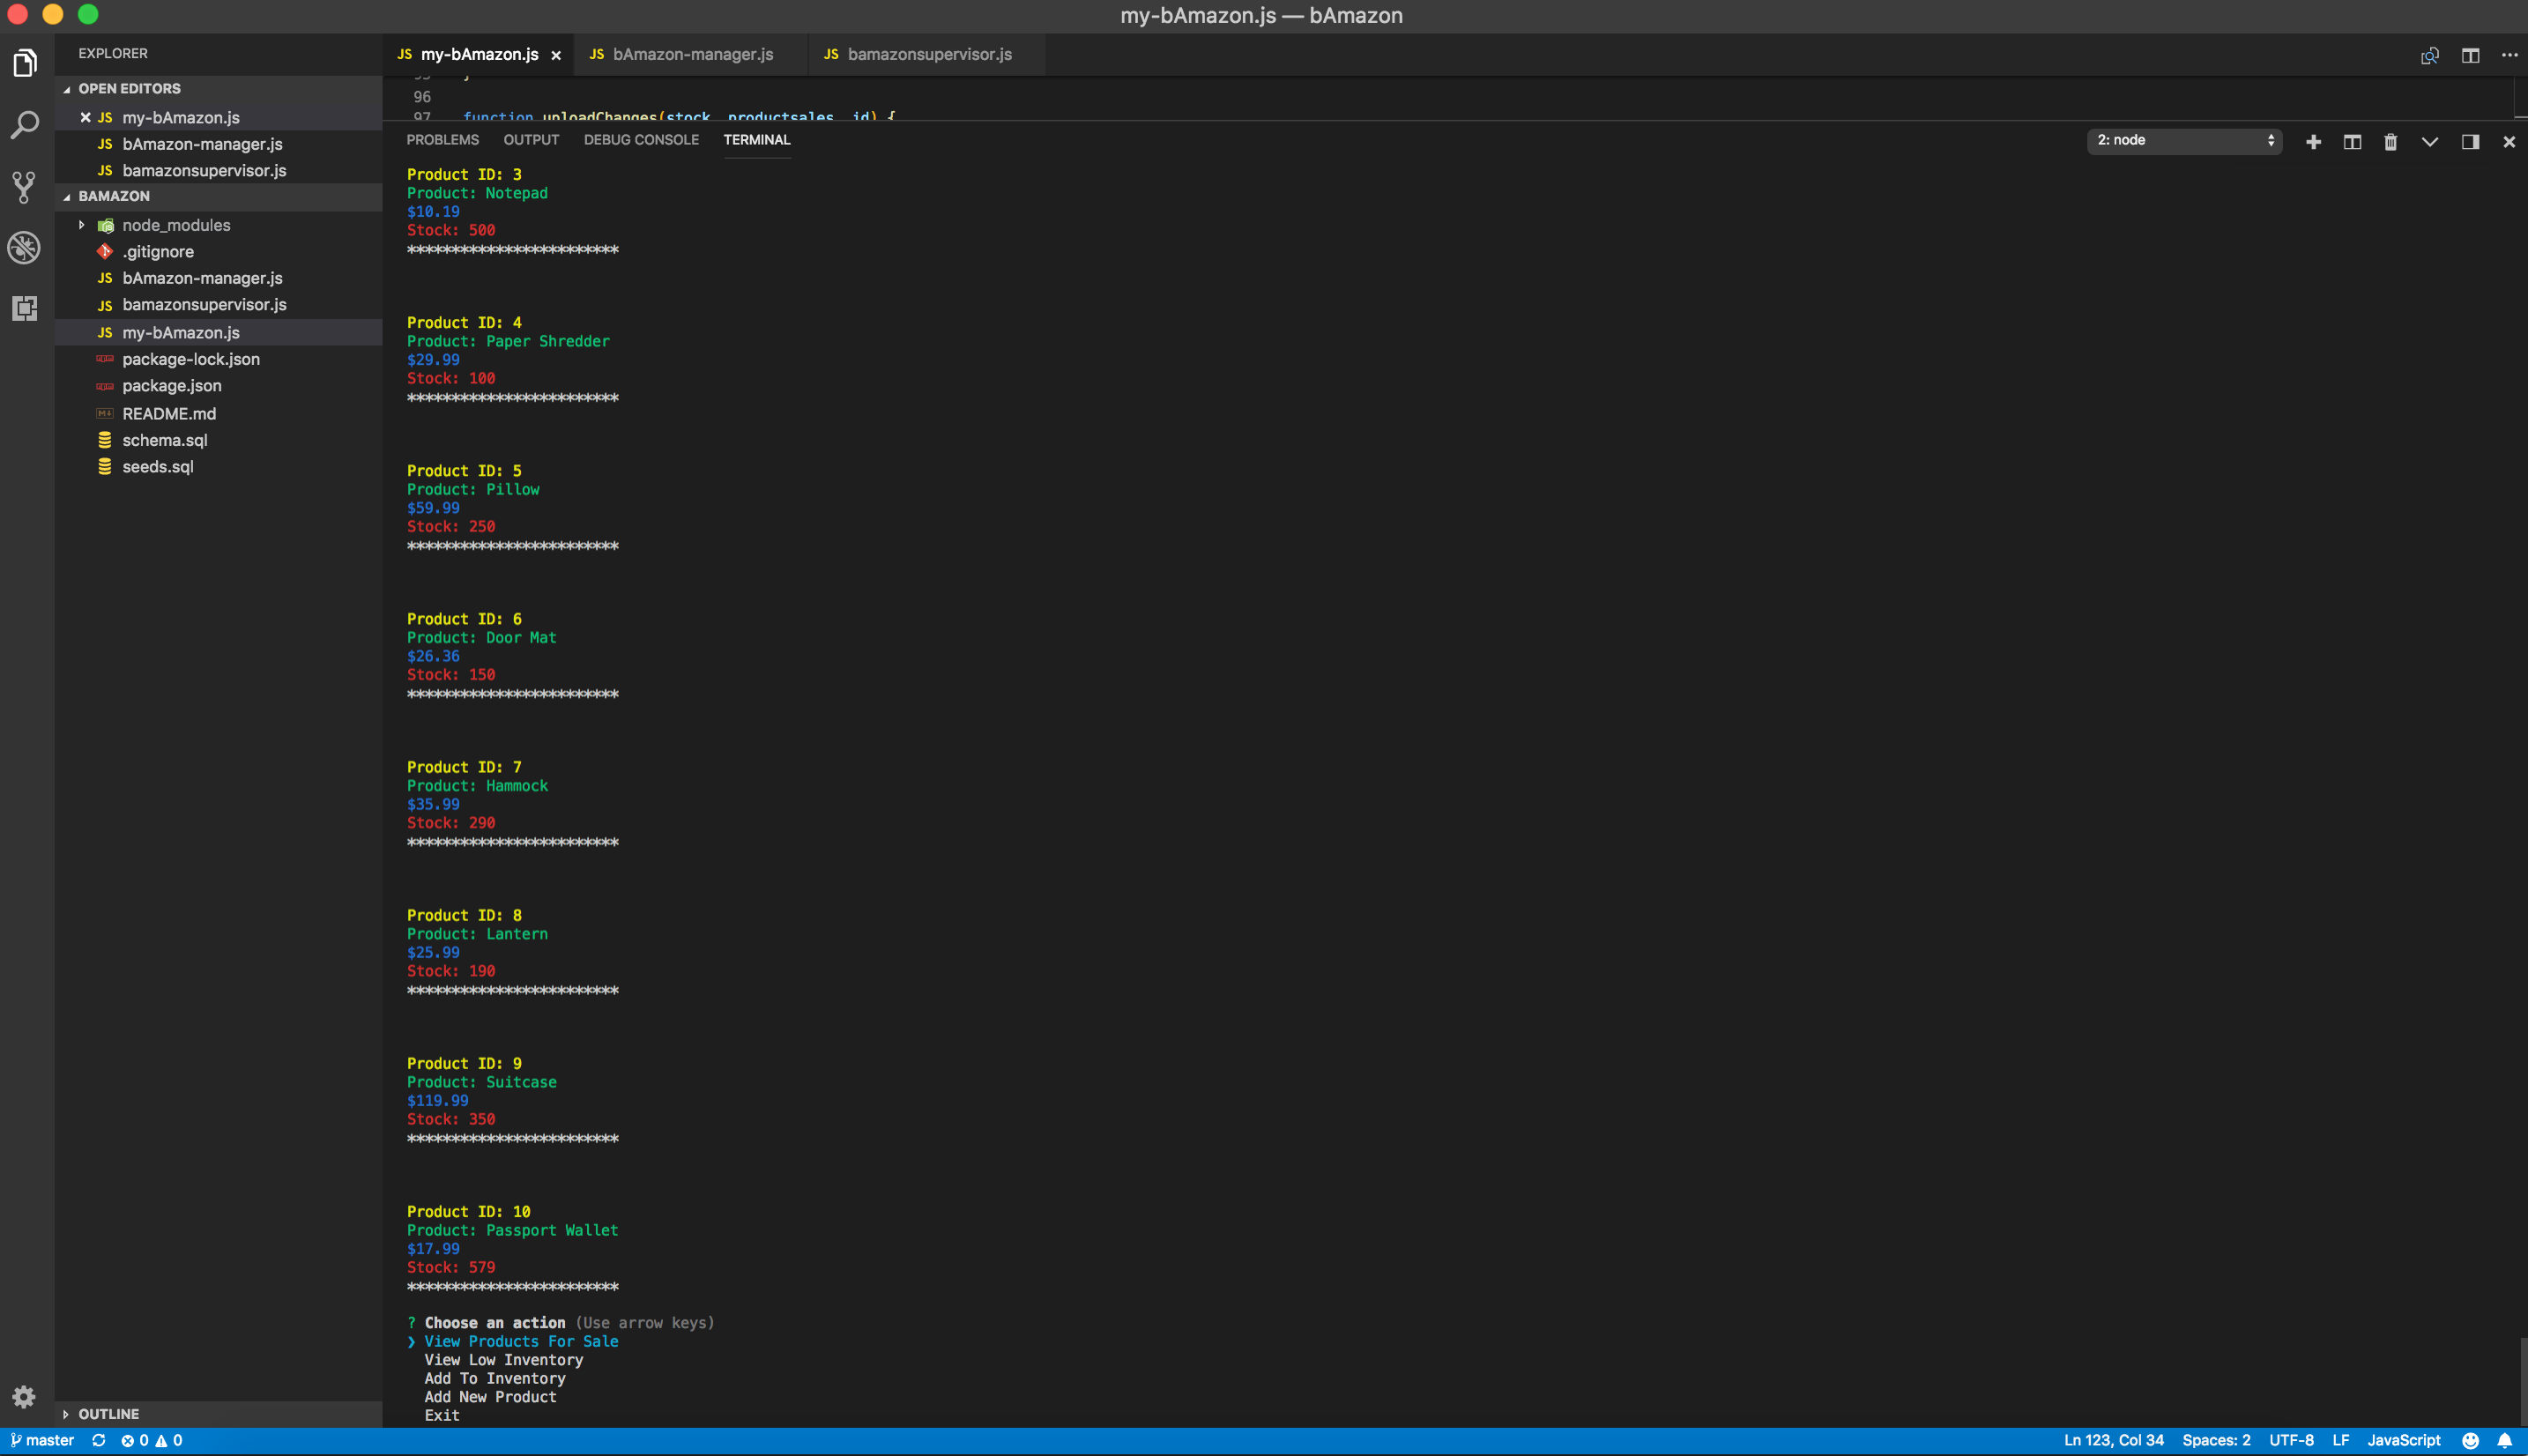 my-bAmazon.js — bAmazon
EXPLORER
OPEN EDITORS
JS my-bAmazon.js
JS bAmazon-manager.js
JS bamazonsupervisor.js
BAMAZON
node_modules
.gitignore
JS bAmazon-manager.js
JS bamazonsupervisor.js
JS my-bAmazon.js
package-lock.json
package.json
README.md
schema.sql
seeds.sql
OUTLINE
JS my-bAmazon.js JS bAmazon-manager.js JS bamazonsupervisor.js
95 }
96
97 function uploadChanges(stock, productsales, id) {
PROBLEMS OUTPUT DEBUG CONSOLE TERMINAL 2: node
Product ID: 3
Product: Notepad
$10.19
Stock: 500
************************
Product ID: 4
Product: Paper Shredder
$29.99
Stock: 100
************************
Product ID: 5
Product: Pillow
$59.99
Stock: 250
************************
Product ID: 6
Product: Door Mat
$26.36
Stock: 150
************************
Product ID: 7
Product: Hammock
$35.99
Stock: 290
************************
Product ID: 8
Product: Lantern
$25.99
Stock: 190
************************
Product ID: 9
Product: Suitcase
$119.99
Stock: 350
************************
Product ID: 10
Product: Passport Wallet
$17.99
Stock: 579
************************
? Choose an action (Use arrow keys)
❯ View Products For Sale
View Low Inventory
Add To Inventory
Add New Product
Exit
master 0 0 Ln 123, Col 34 Spaces: 2 UTF-8 LF JavaScript